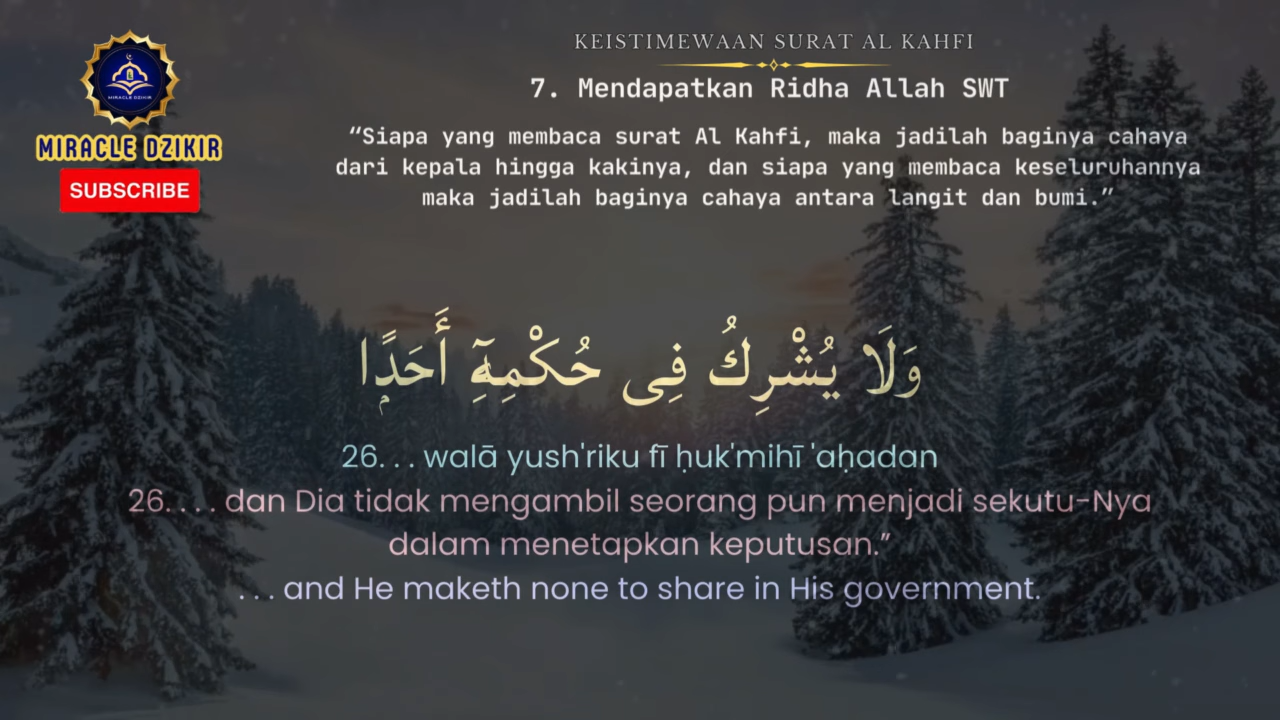 KEISTIMEWAAN SURAT AL KAHFI
7. Mendapatkan Ridha Allah SWT
“Siapa yang membaca surat Al Kahfi, maka jadilah baginya cahaya
dari kepala hingga kakinya, dan siapa yang membaca keseluruhannya
maka jadilah baginya cahaya antara langit dan bumi.”
MIRACLE DZIKIR
MIRACLE DZIKIR
SUBSCRIBE
وَلَا يُشْرِكُ فِى حُكْمِهِۦٓ أَحَدًۭا
26. . . walā yush'riku fī ḥuk'mihī 'aḥadan
26. . . . dan Dia tidak mengambil seorang pun menjadi sekutu-Nya
dalam menetapkan keputusan.”
. . . and He maketh none to share in His government.